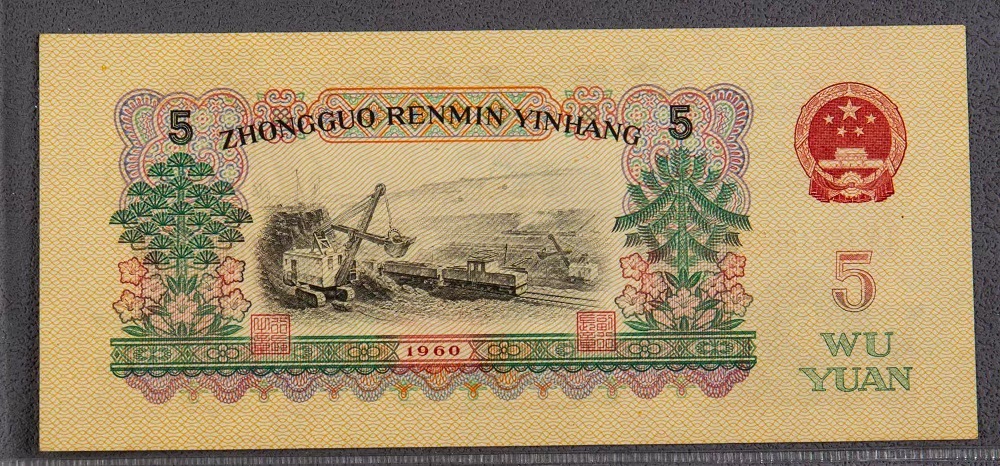 5 ZHONGGUO RENMIN YINHANG 5
5
WU
YUAN
1960